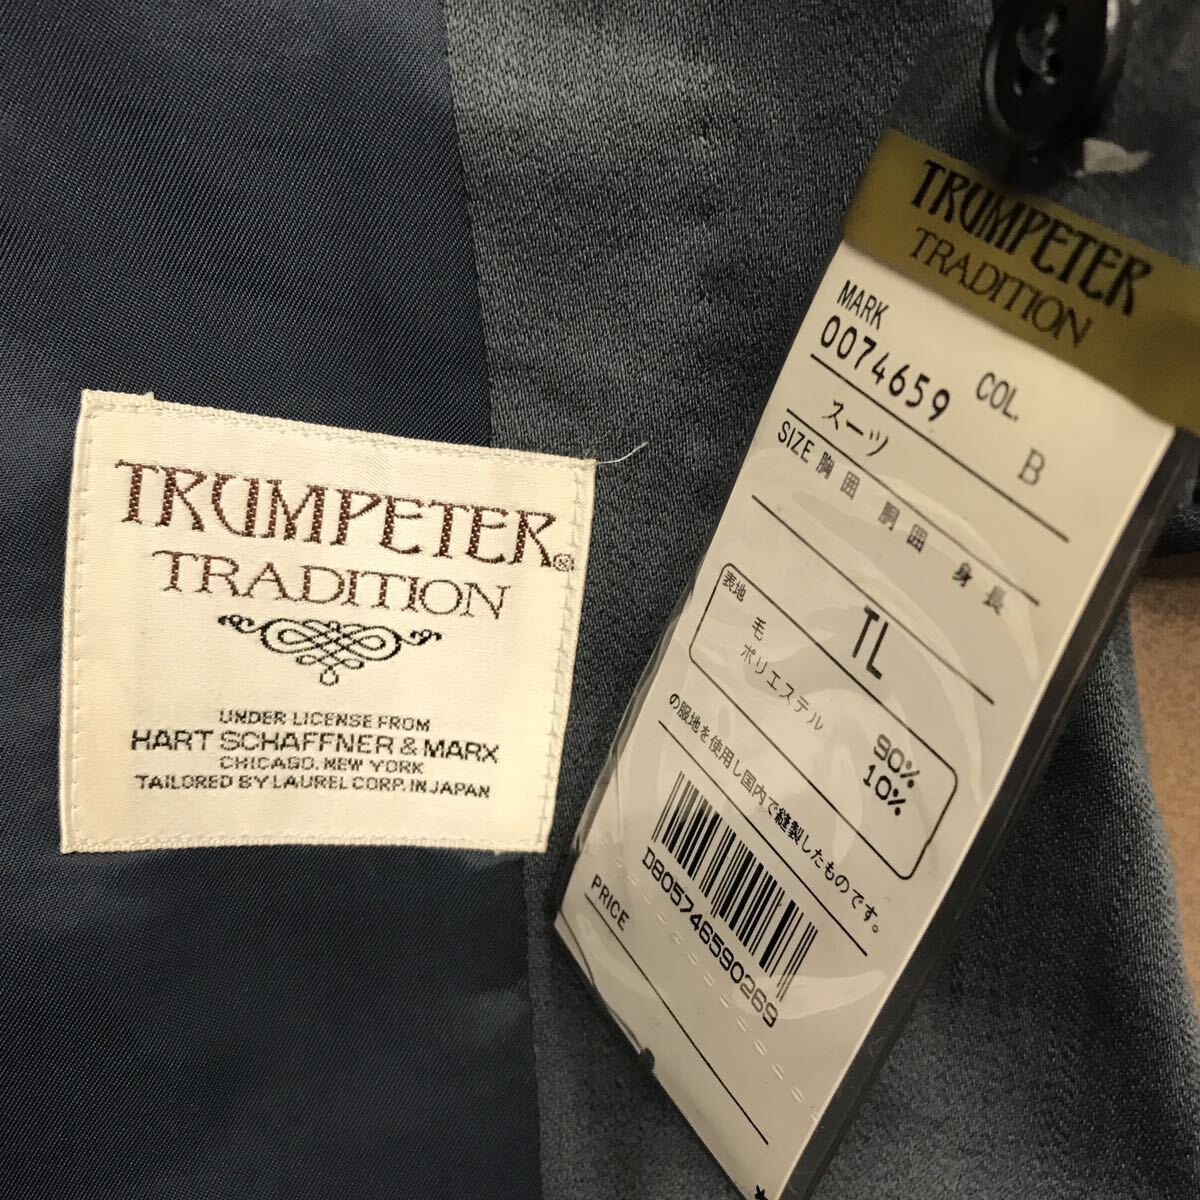 TRUMPETER®
TRADITION
UNDER LICENSE FROM
HART SCHAFFNER & MARX
CHICAGO. NEW YORK
TAILORED BY LAUREL CORP. IN JAPAN
TRUMPETER
TRADITION
MARK COL.
0074659 B
スーツ
SIZE 胸囲 胴囲 身長
TL
表地
毛 90%
ポリエステル 10%
の服地を使用し国内で縫製したものです。
D805746590269
PRICE